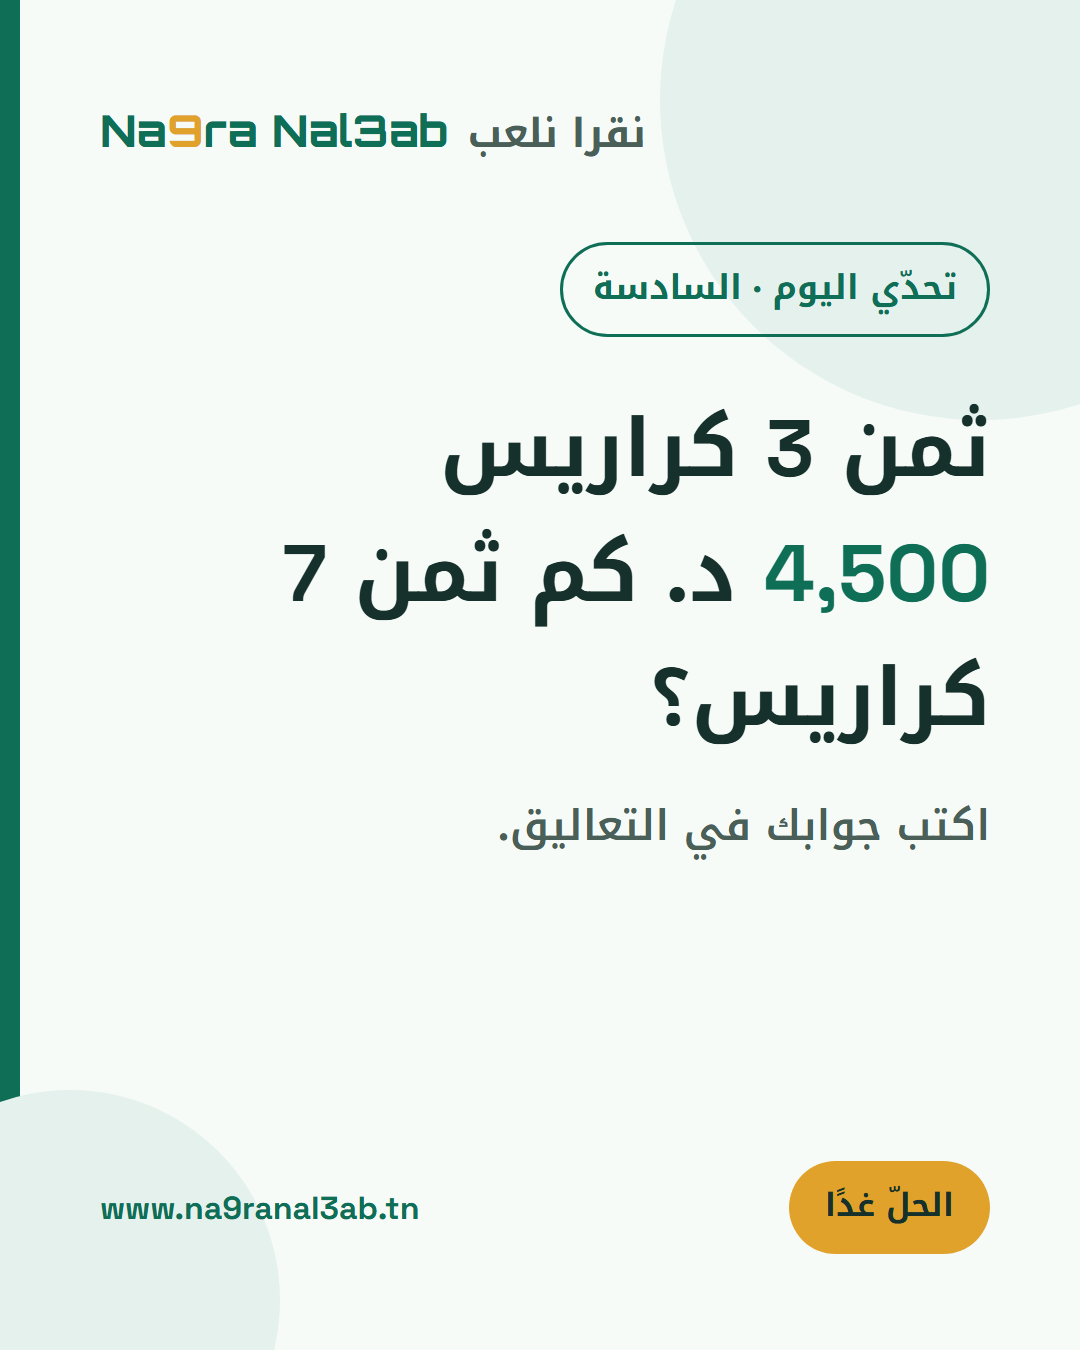 Na9ra Nal3ab نقرا نلعب
تحدّي اليوم · السادسة
ثمن 3 كراريس
4,500 د. كم ثمن 7
كراريس؟
اكتب جوابك في التعاليق.
الحلّ غدًا
www.na9ranal3ab.tn